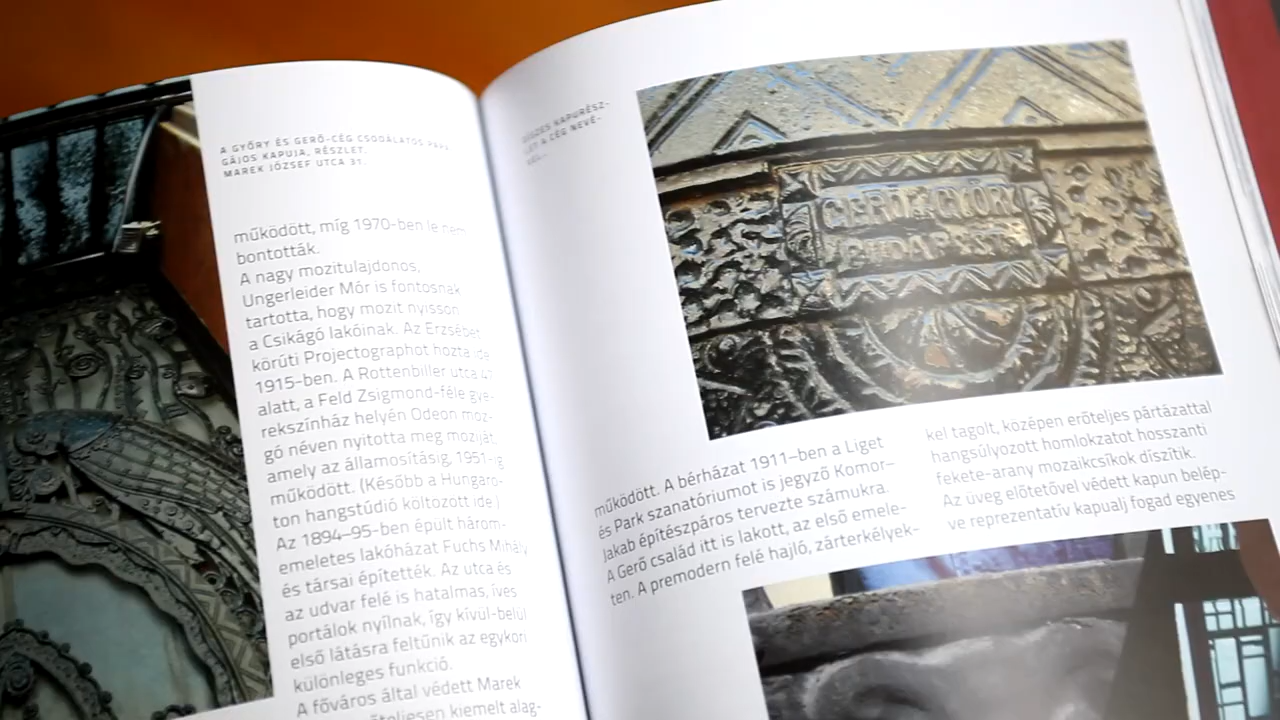 A GYŐRY ÉS GERŐ-CÉG CSODÁLATOS PÁVÁ-
GÁJOS KAPUJA, RÉSZLET.
MAREK JÓZSEF UTCA 31.
működött, míg 1970-ben le nem
bontották.
A nagy mozitulajdonos,
Ungerleider Mór is fontosnak
tartotta, hogy mozit nyisson
a Csikágó lakóinak. Az Erzsébet
körúti Projectographot hozta ide
1915-ben. A Rottenbiller utca
alatt, a Feld Zsigmond-féle gye-
rekszínház helyén Odeon moz-
gó néven nyitotta meg moziját,
amely az államosításig, 1951-ig
működött. (Később a Hungaro-
ton hangstúdió költözött ide.)
Az 1894–95-ben épült három-
emeletes lakóházat Fuchs Mihály
és társai építették. Az utca és
az udvar felé is hatalmas, íves
portálok nyílnak, így kívül-belül
első látásra feltűnik az egykori
különleges funkció.
A főváros által védett Marek
kiemelt alag-
KAPURÉSZ-
LET A CÉG NEVÉ-
VEL.
GERŐ GYŐRY
BUDAPEST
működött. A bérházat 1911–ben a Liget
és Park szanatóriumot is jegyző Komor–
Jakab építészpáros tervezte számukra.
A Gerő család itt is lakott, az első emele-
ten. A premodern felé hajló, zárterkélyek-
kel tagolt, középen erőteljes pártázattal
hangsúlyozott homlokzatot hosszanti
fekete-arany mozaikcsíkok díszítik.
Az üveg előtetővel védett kapun belép-
ve reprezentatív kapualj fogad egyenes